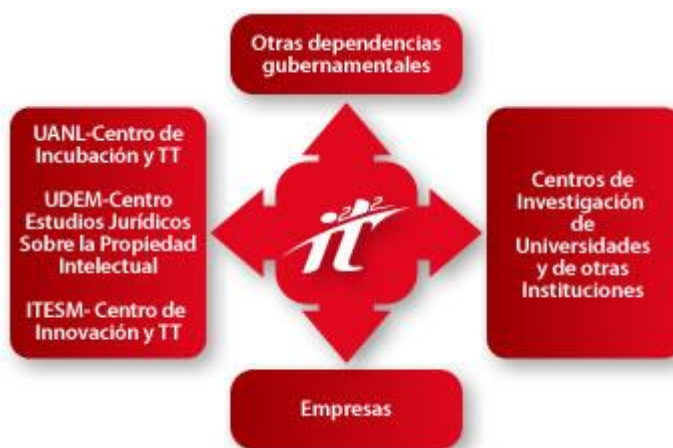 Otras dependencias
gubernamentales
UANL-Centro de
Incubación y TT
UDEM-Centro
Estudios Jurídicos
Sobre la Propiedad
Intelectual
ITESM- Centro de
Innovación y TT
Centros de
Investigación
de
Universidades
y de otras
Instituciones
Empresas